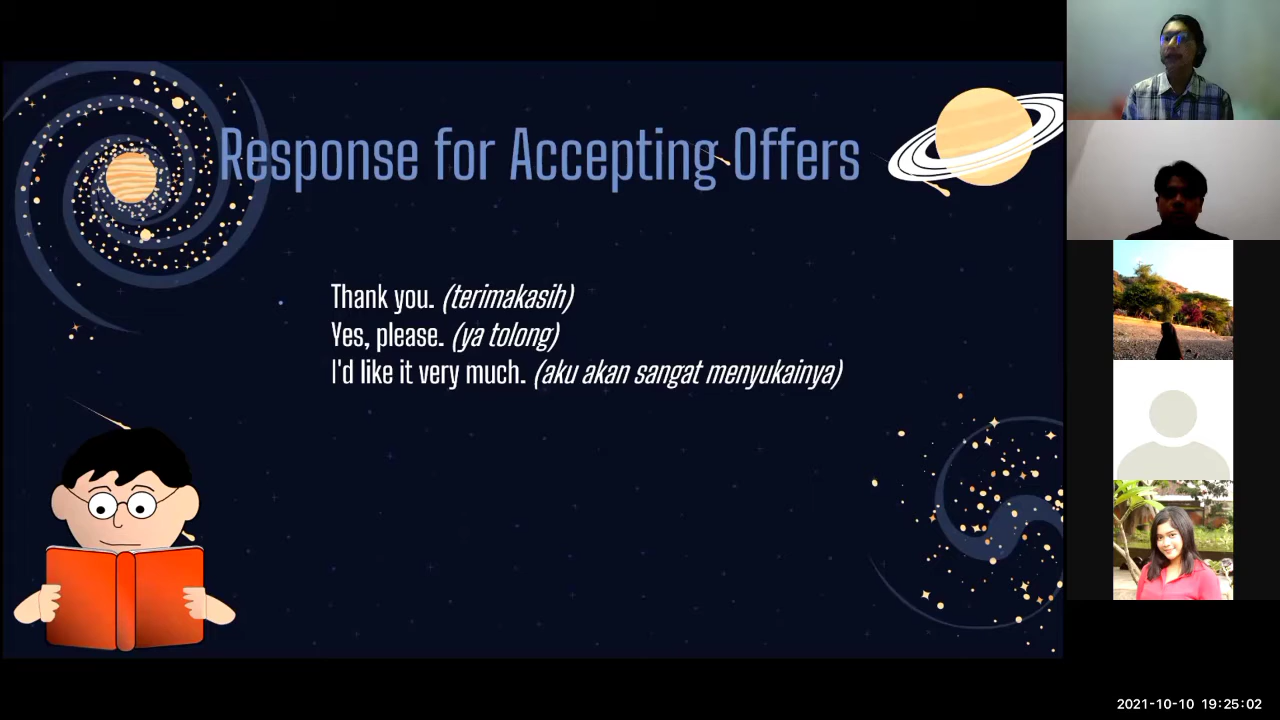 Response for Accepting Offers
Thank you. (terimakasih)
Yes, please. (ya tolong)
I'd like it very much. (aku akan sangat menyukainya)
2021-10-10 19:25:02